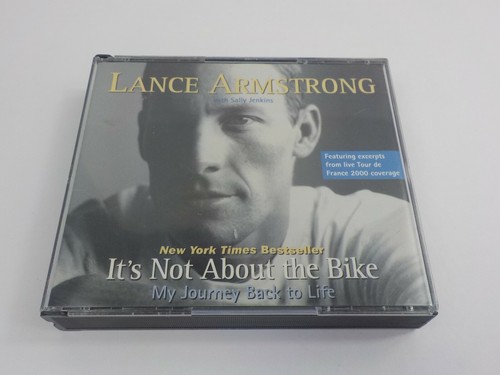 LANCE ARMSTRONG
with Sally Jenkins
Featuring excerpts
from live Tour de
France 2000 coverage
New York Times Bestseller
It's Not About the Bike
My Journey Back to Life